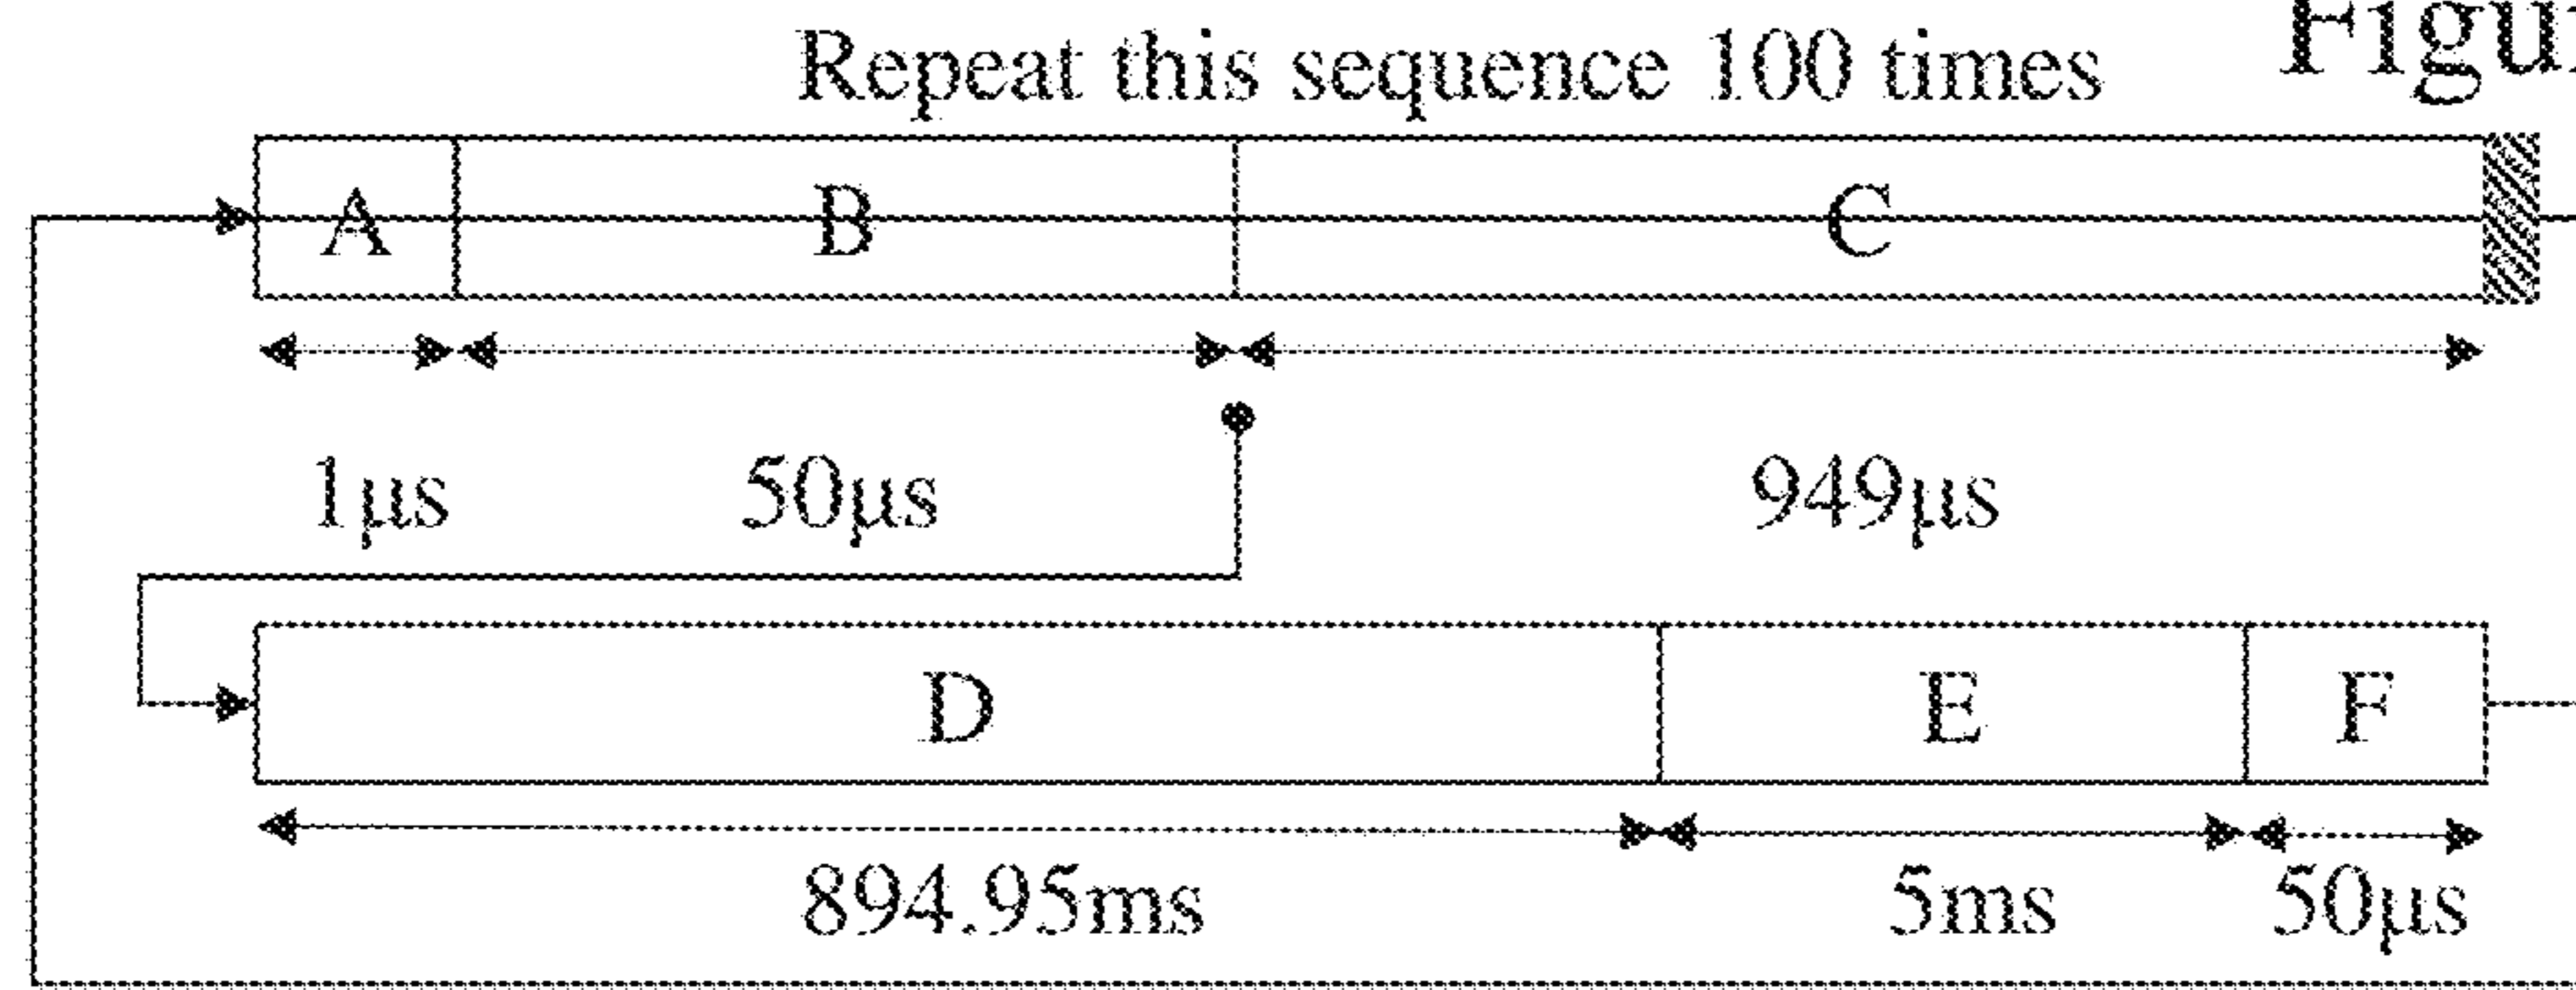 Repeat this sequence 100 times
A B C
1μs 50μs 949μs
D E F
894.95ms 5ms 50μs